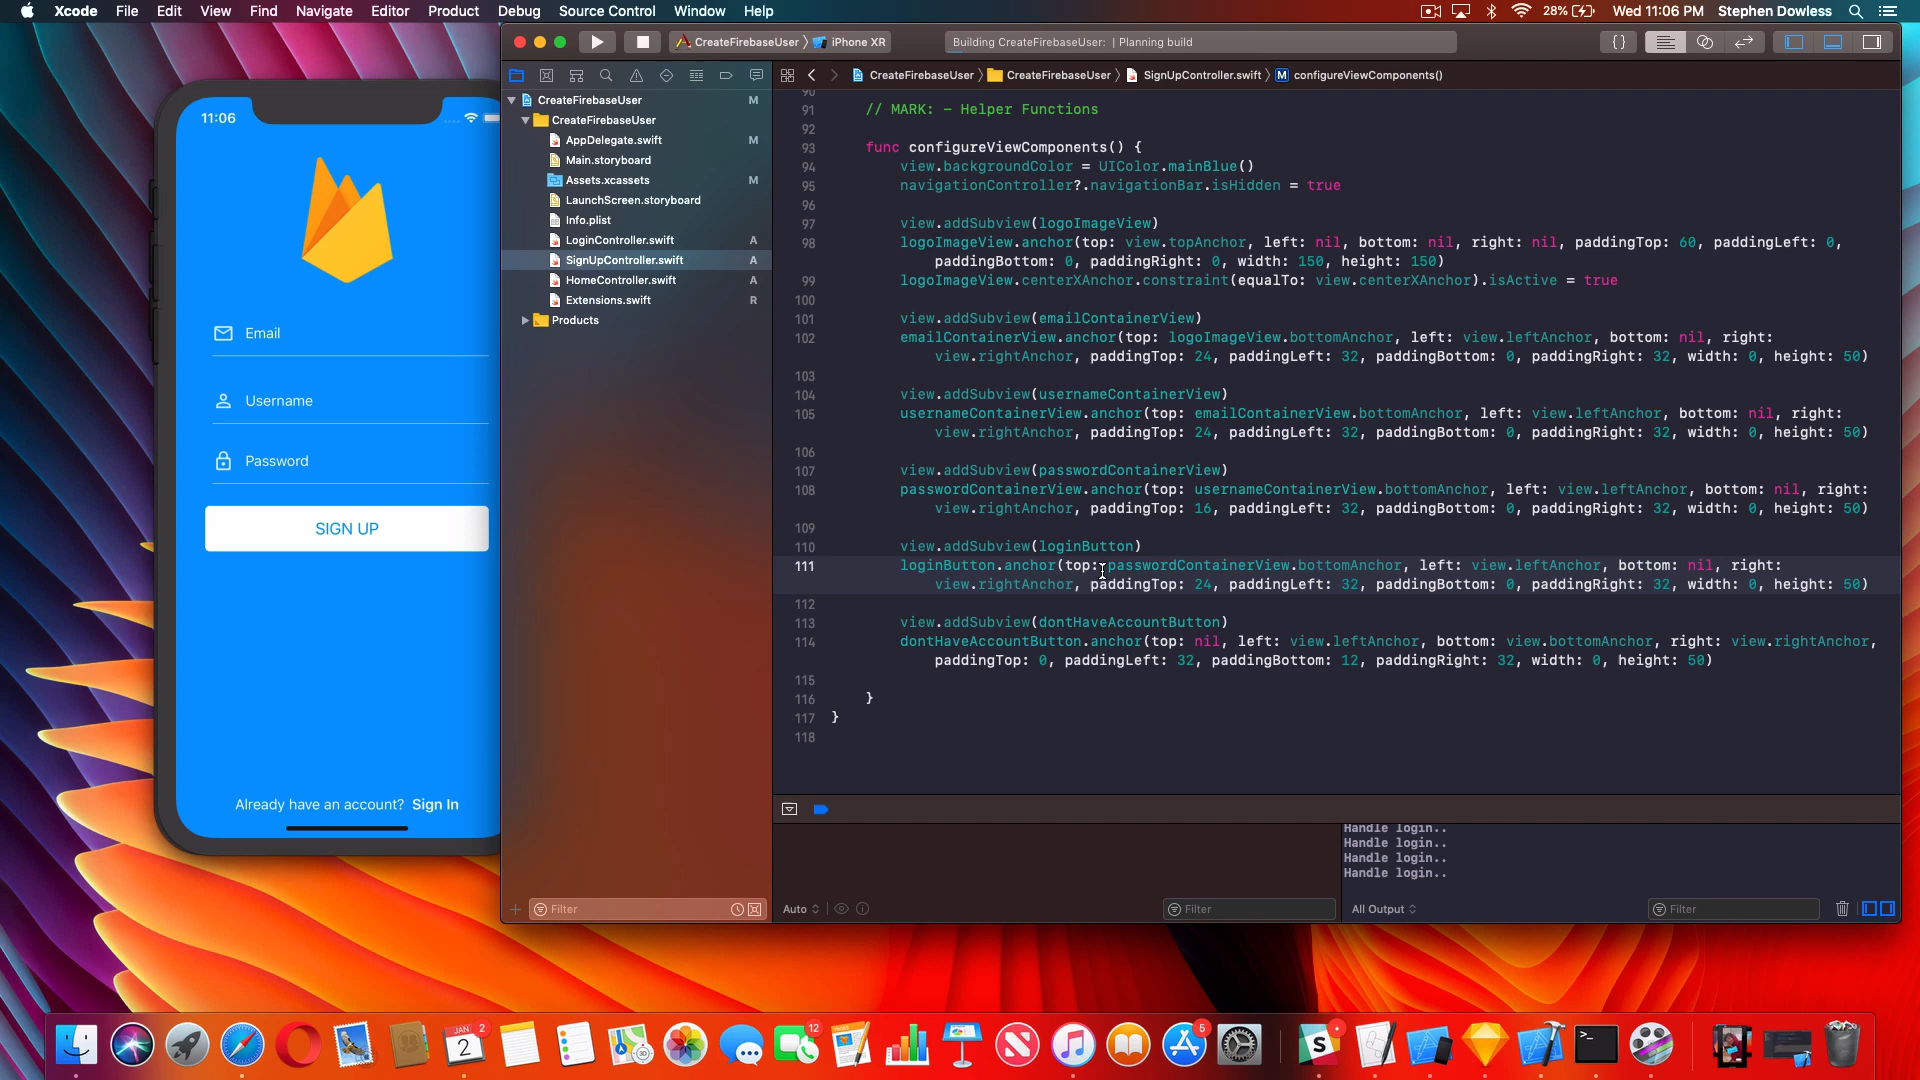 Xcode File Edit View Find Navigate Editor Product Debug Source Control Window Help
28% Wed 11:06 PM Stephen Dowless
CreateFirebaseUser iPhone XR
Building CreateFirebaseUser: | Planning build
CreateFirebaseUser CreateFirebaseUser SignUpController.swift M configureViewComponents()
CreateFirebaseUser M
CreateFirebaseUser
AppDelegate.swift M
Main.storyboard
Assets.xcassets M
LaunchScreen.storyboard
Info.plist
LoginController.swift A
SignUpController.swift A
HomeController.swift A
Extensions.swift R
Products
Filter
11:06
Email
Username
Password
SIGN UP
Already have an account? Sign In
90
91 // MARK: - Helper Functions
92
93 func configureViewComponents() {
94 view.backgroundColor = UIColor.mainBlue()
95 navigationController?.navigationBar.isHidden = true
96
97 view.addSubview(logoImageView)
98 logoImageView.anchor(top: view.topAnchor, left: nil, bottom: nil, right: nil, paddingTop: 60, paddingLeft: 0,
paddingBottom: 0, paddingRight: 0, width: 150, height: 150)
99 logoImageView.centerXAnchor.constraint(equalTo: view.centerXAnchor).isActive = true
100
101 view.addSubview(emailContainerView)
102 emailContainerView.anchor(top: logoImageView.bottomAnchor, left: view.leftAnchor, bottom: nil, right:
view.rightAnchor, paddingTop: 24, paddingLeft: 32, paddingBottom: 0, paddingRight: 32, width: 0, height: 50)
103
104 view.addSubview(usernameContainerView)
105 usernameContainerView.anchor(top: emailContainerView.bottomAnchor, left: view.leftAnchor, bottom: nil, right:
view.rightAnchor, paddingTop: 24, paddingLeft: 32, paddingBottom: 0, paddingRight: 32, width: 0, height: 50)
106
107 view.addSubview(passwordContainerView)
108 passwordContainerView.anchor(top: usernameContainerView.bottomAnchor, left: view.leftAnchor, bottom: nil, right:
view.rightAnchor, paddingTop: 16, paddingLeft: 32, paddingBottom: 0, paddingRight: 32, width: 0, height: 50)
109
110 view.addSubview(loginButton)
111 loginButton.anchor(top: passwordContainerView.bottomAnchor, left: view.leftAnchor, bottom: nil, right:
view.rightAnchor, paddingTop: 24, paddingLeft: 32, paddingBottom: 0, paddingRight: 32, width: 0, height: 50)
112
113 view.addSubview(dontHaveAccountButton)
114 dontHaveAccountButton.anchor(top: nil, left: view.leftAnchor, bottom: view.bottomAnchor, right: view.rightAnchor,
paddingTop: 0, paddingLeft: 32, paddingBottom: 12, paddingRight: 32, width: 0, height: 50)
115
116 }
117 }
118
Handle login..
Handle login..
Handle login..
Handle login..
Auto Filter All Output Filter
JAN 2 2 12 5